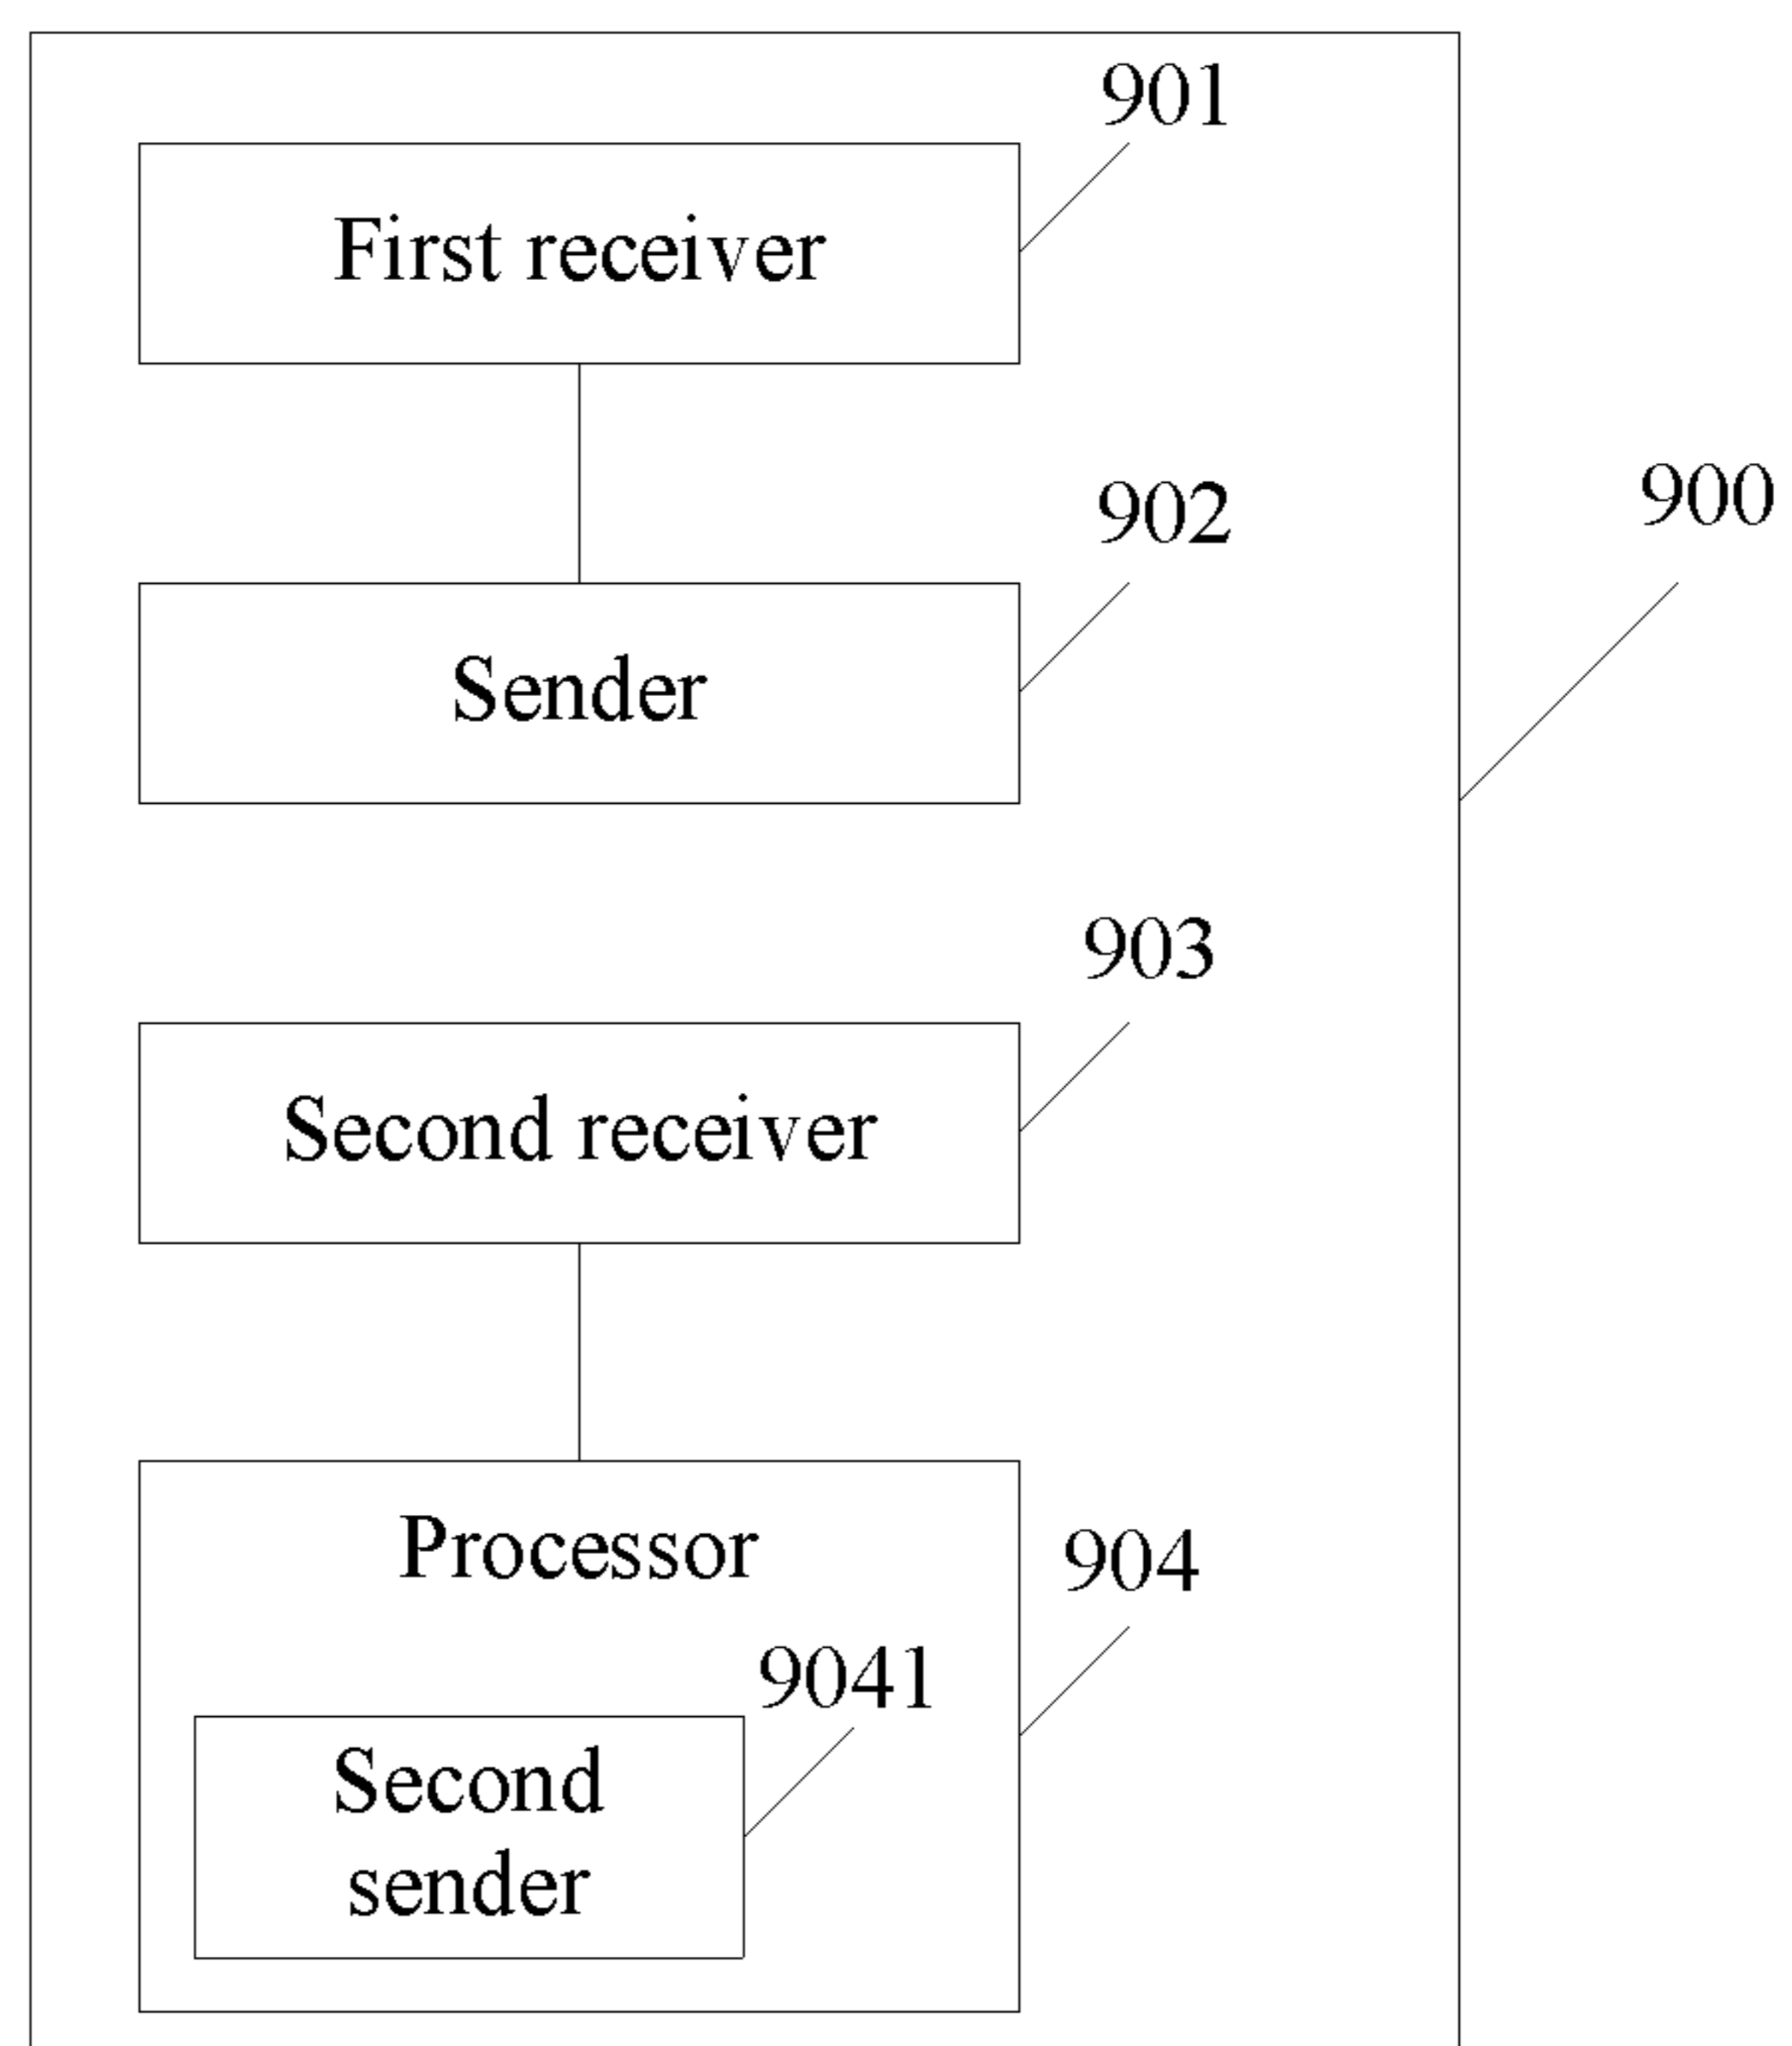 901
First receiver
900
902
Sender
903
Second receiver
Processor
904
9041
Second
sender